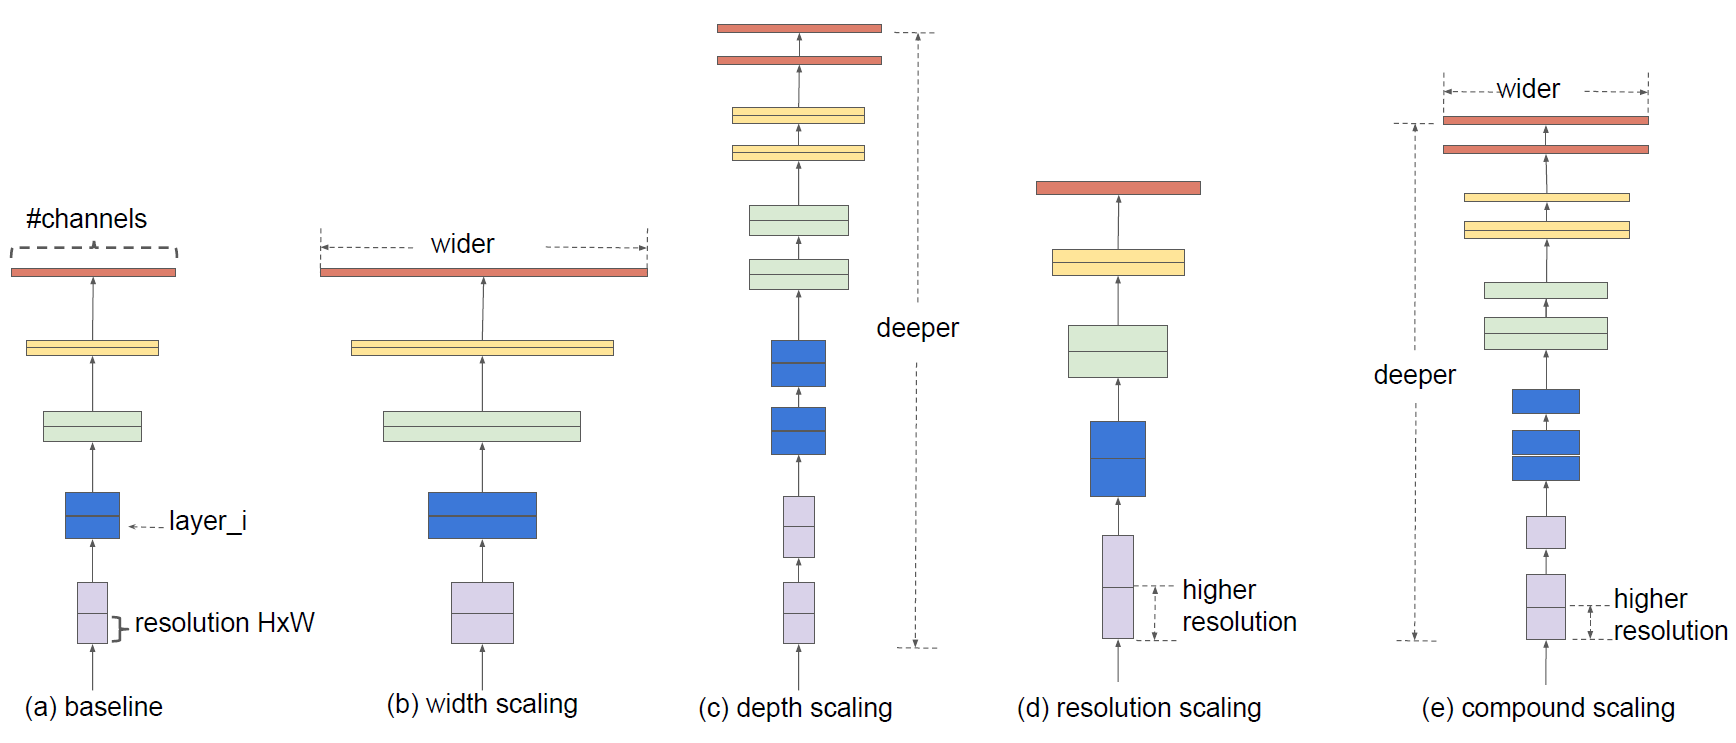 #channels
layer_i
resolution HxW
(a) baseline
wider
(b) width scaling
deeper
(c) depth scaling
higher
resolution
(d) resolution scaling
wider
deeper
higher
resolution
(e) compound scaling